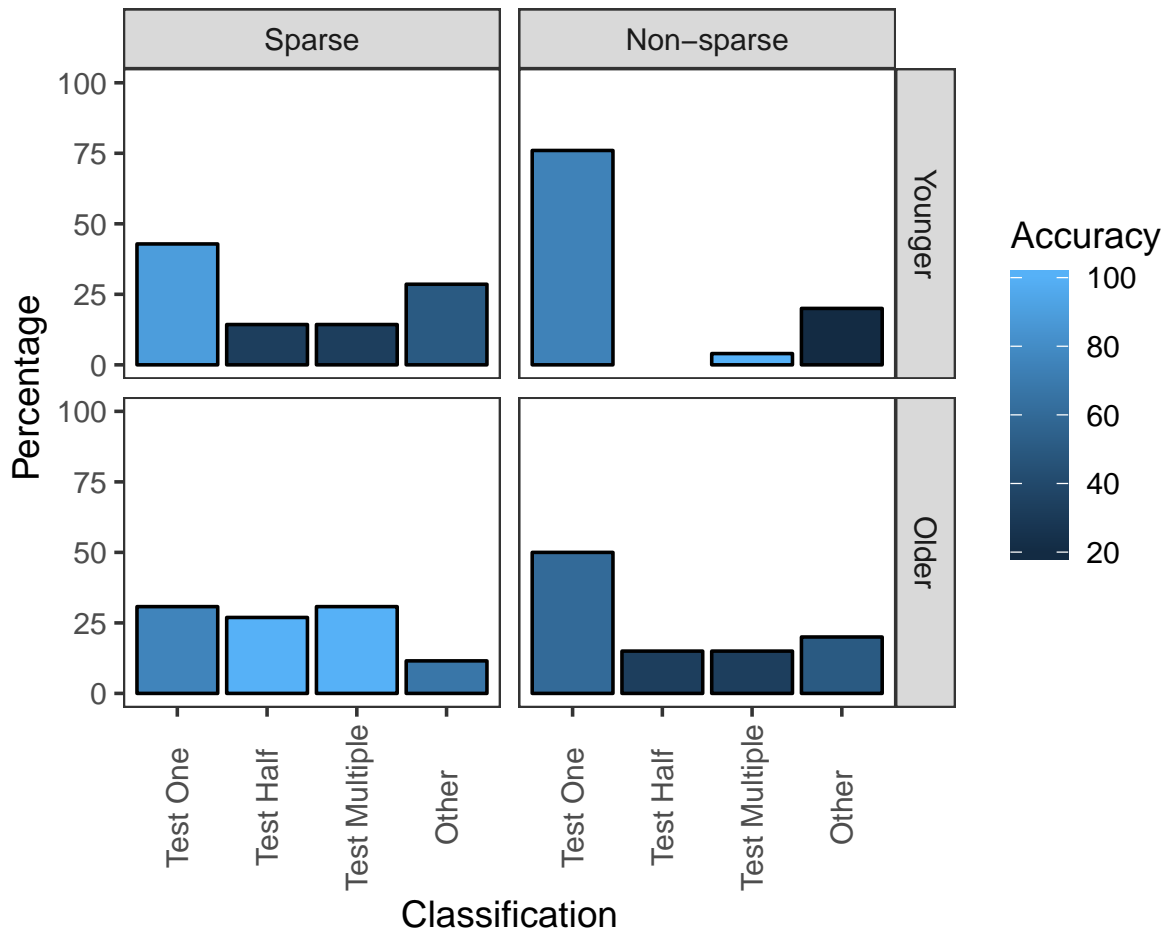 Sparse
Non−sparse
100
75
50
25
0
Younger
100
75
50
25
0
Older
Percentage
Test One
Test Half
Test Multiple
Other
Test One
Test Half
Test Multiple
Other
Classification
Accuracy
100
80
60
40
20